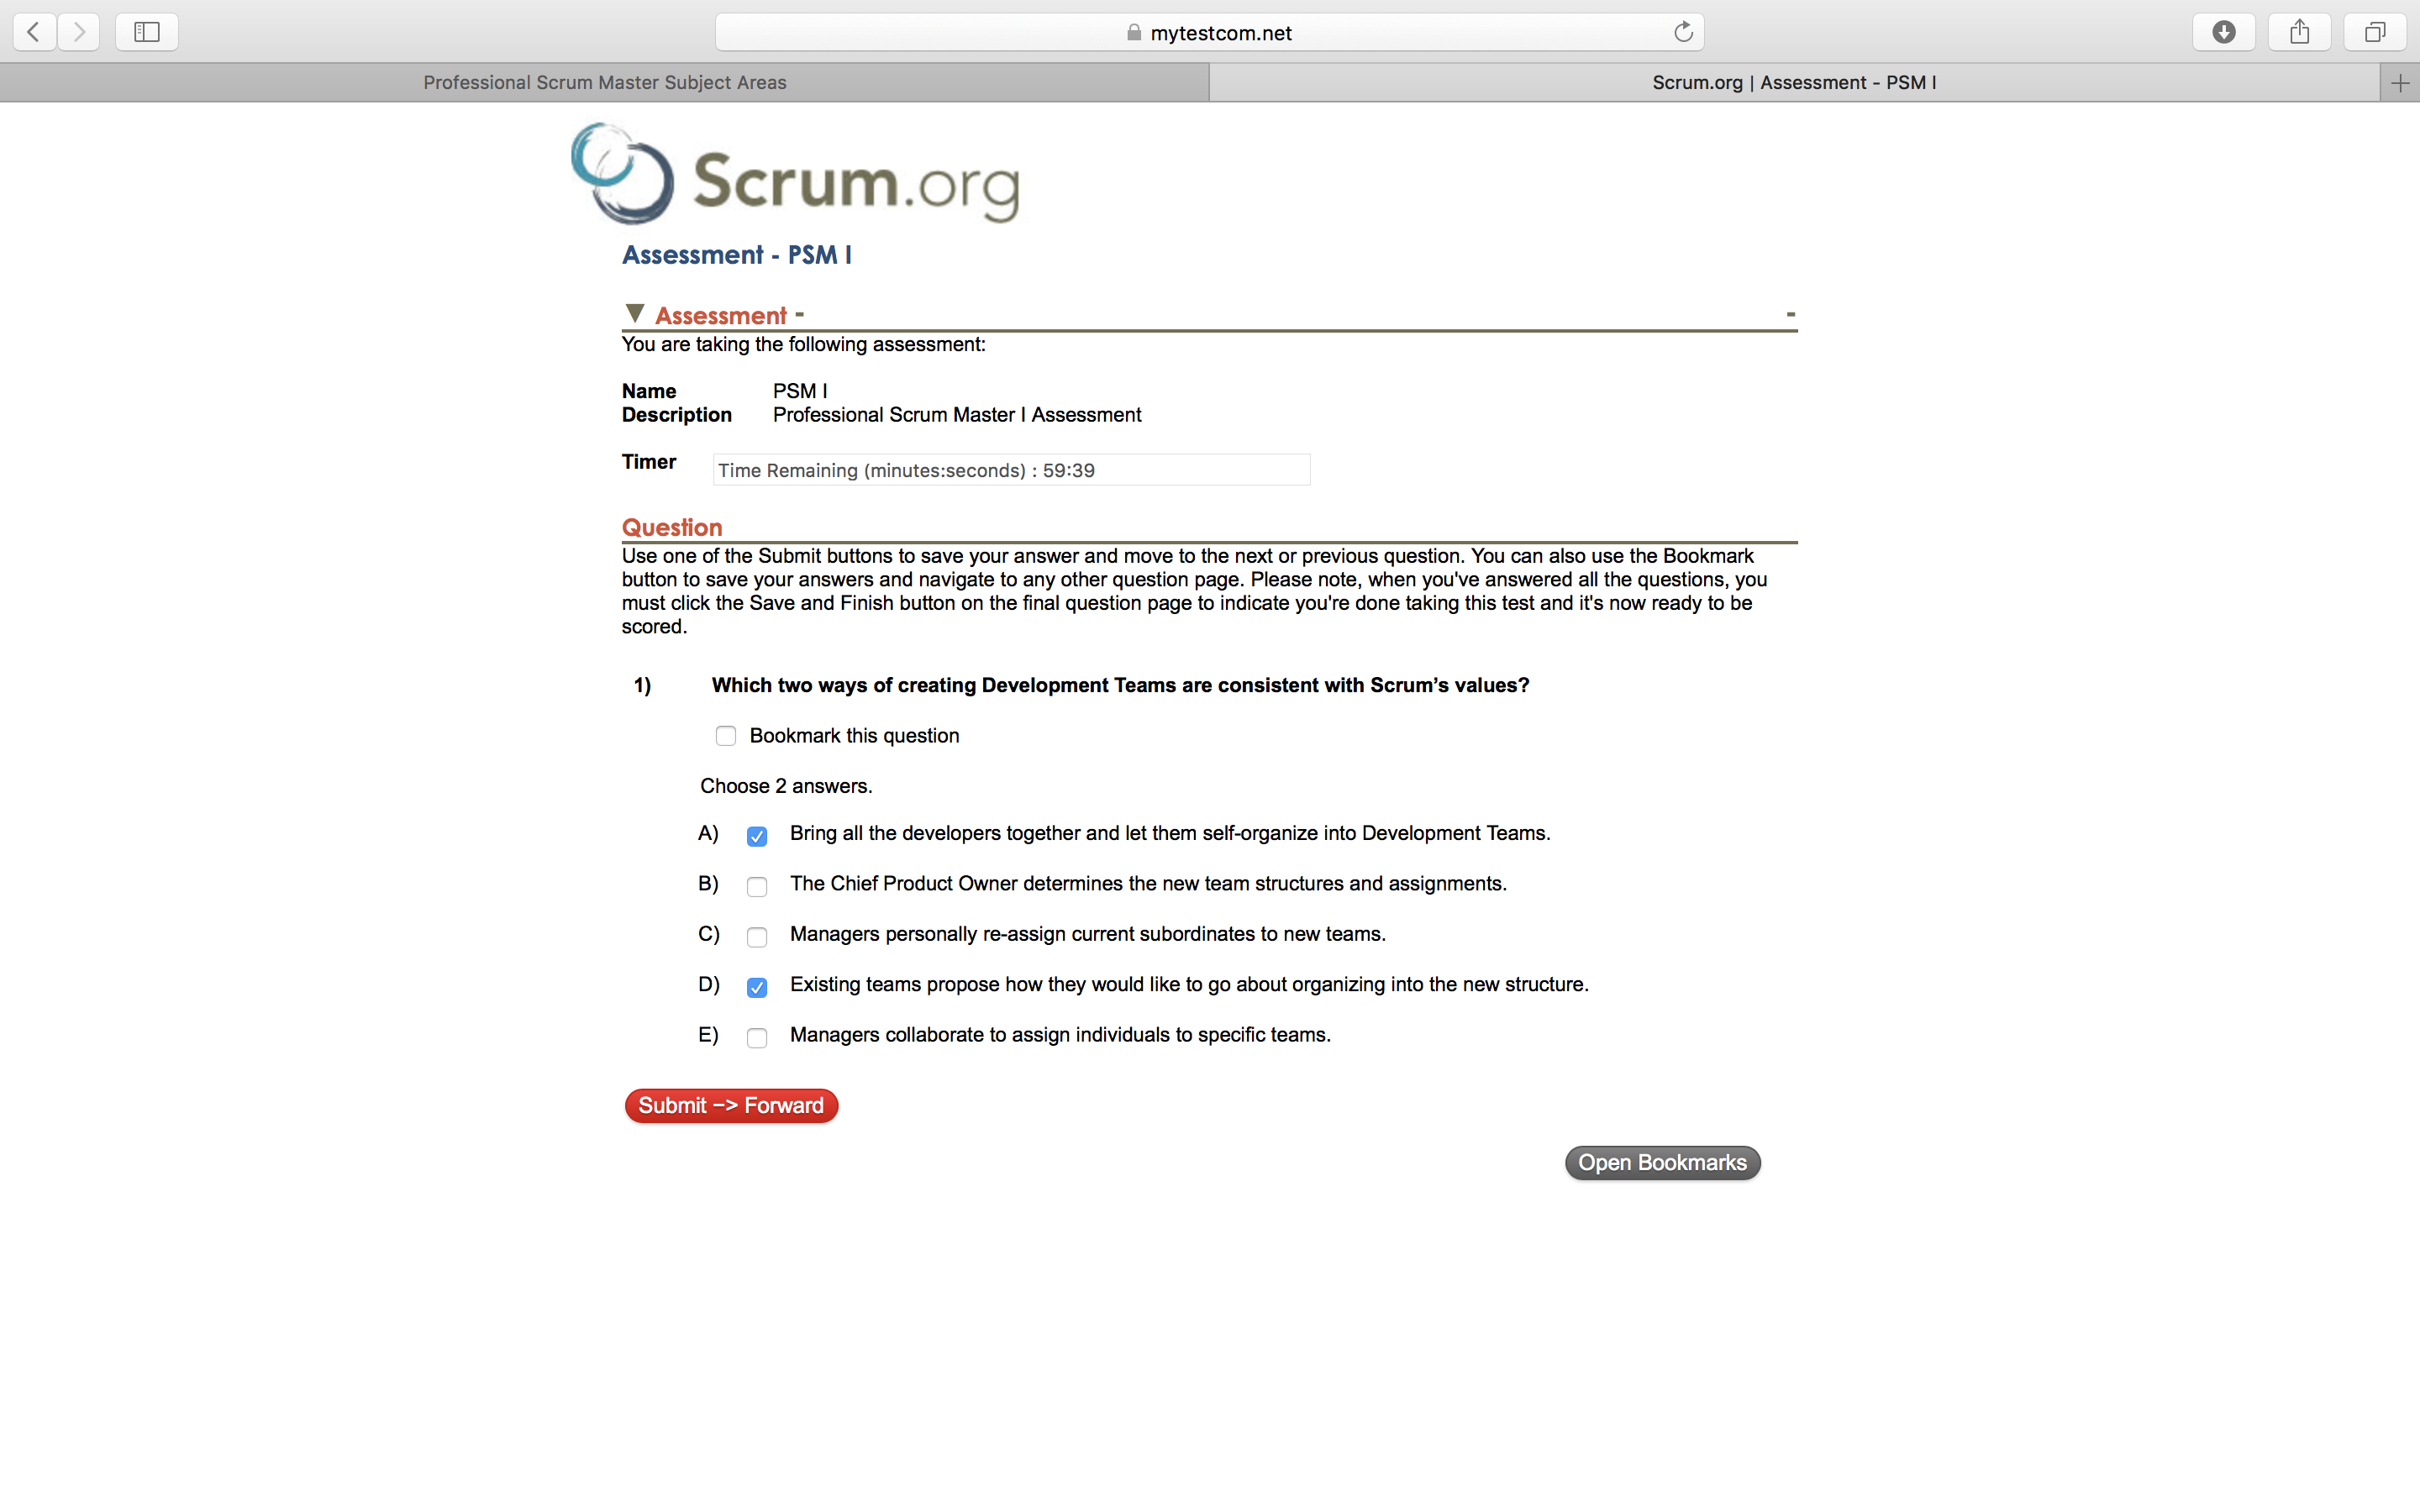 mytestcom.net
Professional Scrum Master Subject Areas
Scrum.org | Assessment - PSM I
Scrum.org
Assessment - PSM I
▼ Assessment - -
You are taking the following assessment:
Name PSM I
Description Professional Scrum Master I Assessment
Timer Time Remaining (minutes:seconds) : 59:39
Question
Use one of the Submit buttons to save your answer and move to the next or previous question. You can also use the Bookmark
button to save your answers and navigate to any other question page. Please note, when you've answered all the questions, you
must click the Save and Finish button on the final question page to indicate you're done taking this test and it's now ready to be
scored.
1) Which two ways of creating Development Teams are consistent with Scrum’s values?
Bookmark this question
Choose 2 answers.
A) Bring all the developers together and let them self-organize into Development Teams.
B) The Chief Product Owner determines the new team structures and assignments.
C) Managers personally re-assign current subordinates to new teams.
D) Existing teams propose how they would like to go about organizing into the new structure.
E) Managers collaborate to assign individuals to specific teams.
Submit −> Forward
Open Bookmarks